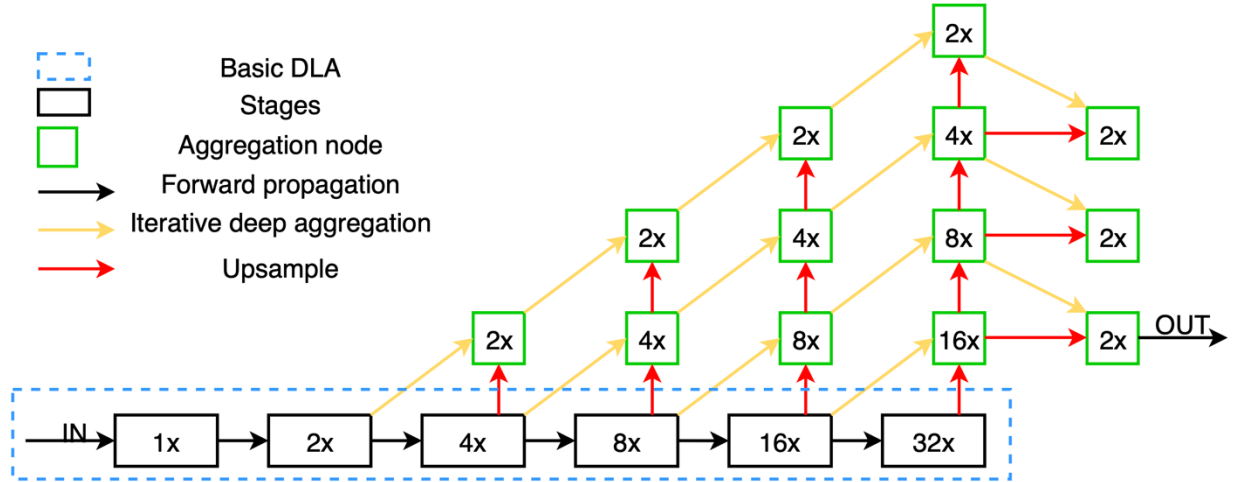 Basic DLA
Stages
Aggregation node
Forward propagation
Iterative deep aggregation
Upsample
2x
2x 4x 2x
2x 4x 8x 2x
2x 4x 8x 16x 2x OUT
IN 1x 2x 4x 8x 16x 32x